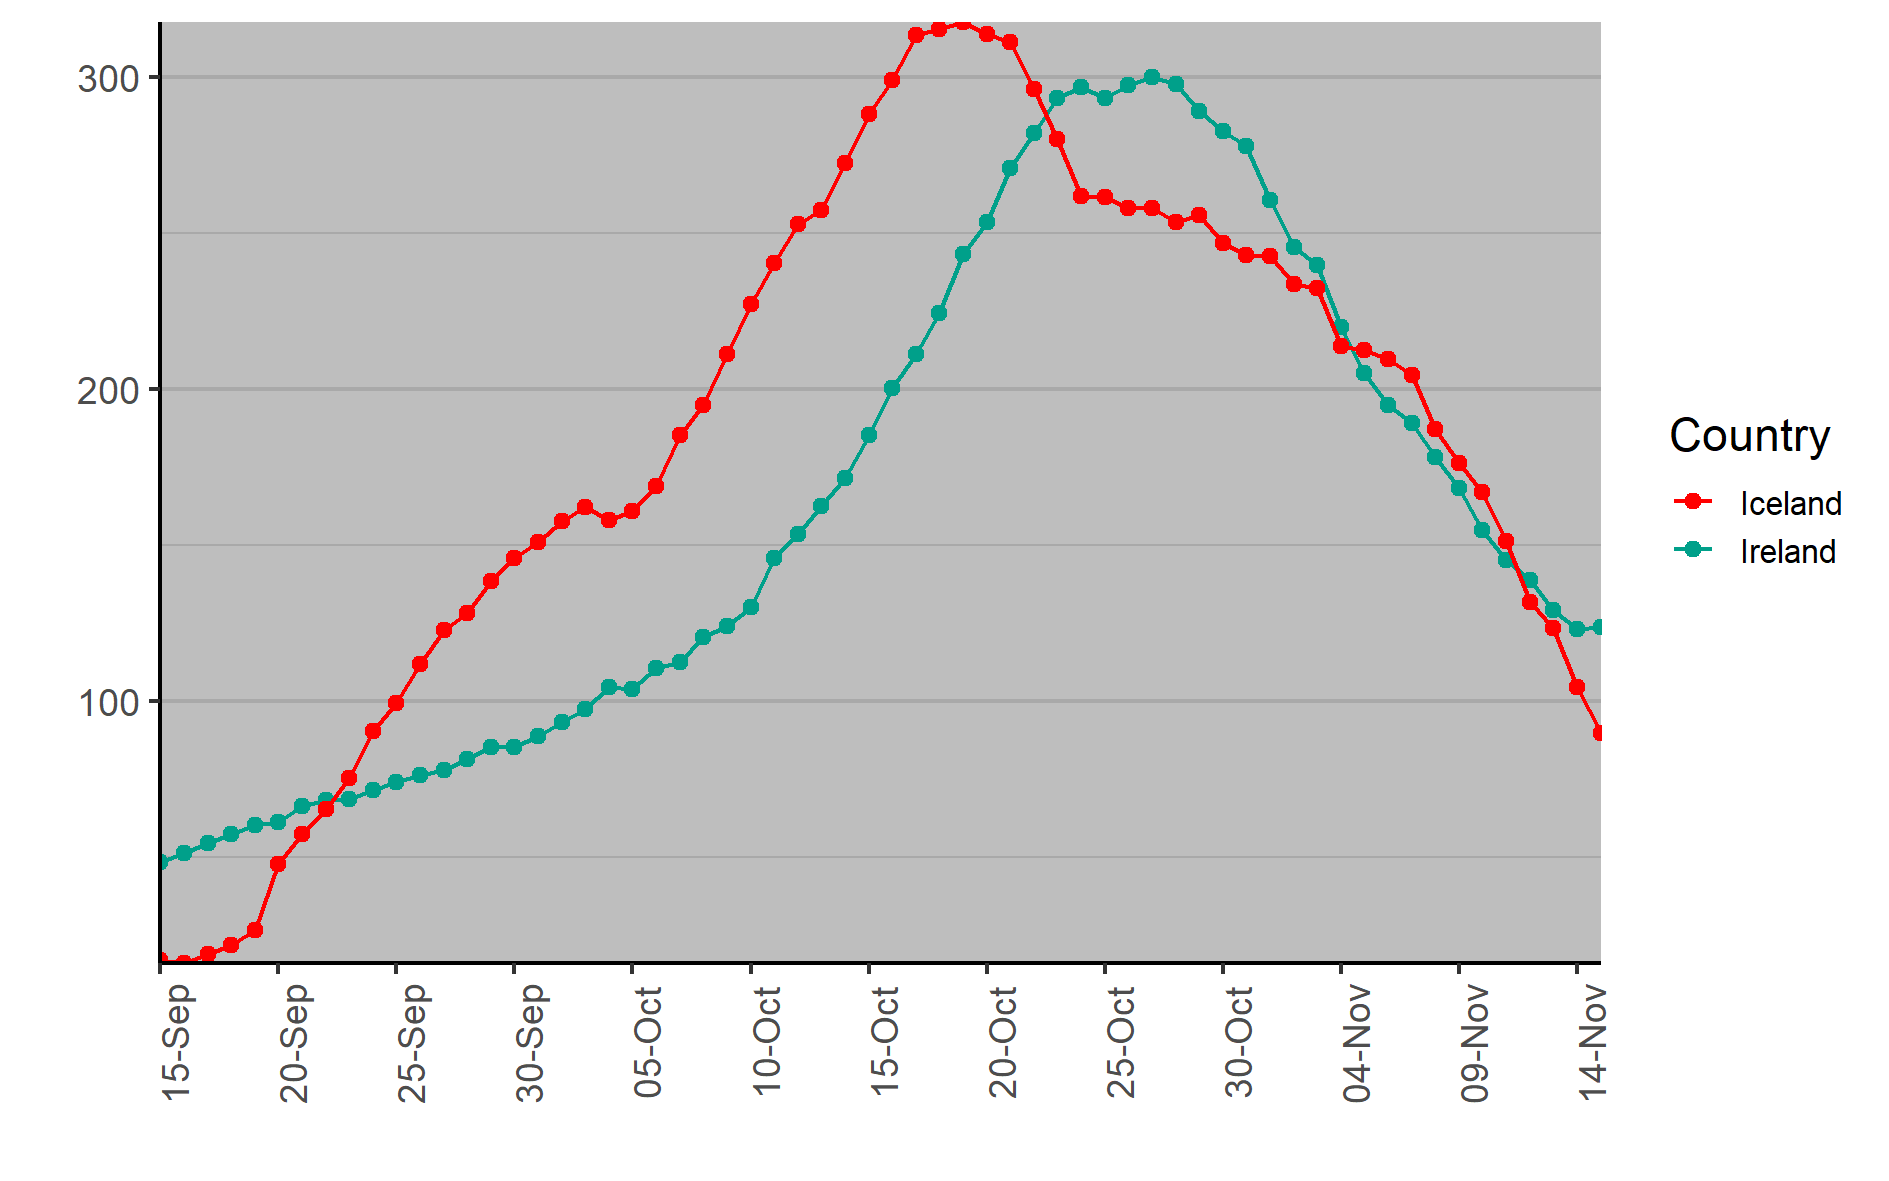 300
200
100
15-Sep
20-Sep
25-Sep
30-Sep
05-Oct
10-Oct
15-Oct
20-Oct
25-Oct
30-Oct
04-Nov
09-Nov
14-Nov
Country
Iceland
Ireland